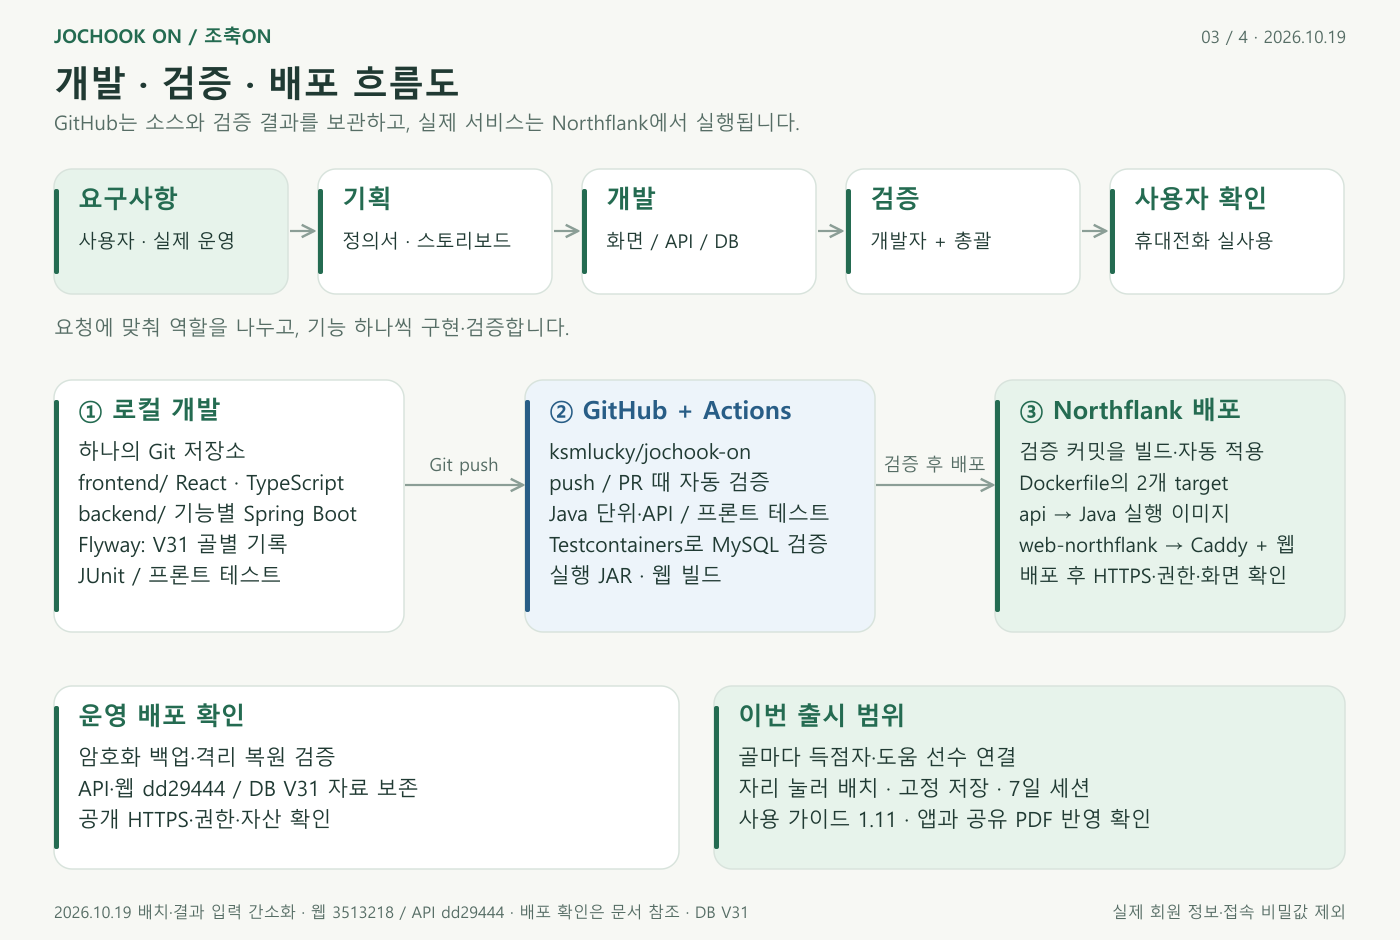 JOCHOOK ON / 조축ON
03 / 4 · 2026.10.19
개발 · 검증 · 배포 흐름도
GitHub는 소스와 검증 결과를 보관하고, 실제 서비스는 Northflank에서 실행됩니다.
요구사항
사용자 · 실제 운영
기획
정의서 · 스토리보드
개발
화면 / API / DB
검증
개발자 + 총괄
사용자 확인
휴대전화 실사용
요청에 맞춰 역할을 나누고, 기능 하나씩 구현·검증합니다.
① 로컬 개발
하나의 Git 저장소
frontend/ React · TypeScript
backend/ 기능별 Spring Boot
Flyway: V31 골별 기록
JUnit / 프론트 테스트
Git push
② GitHub + Actions
ksmlucky/jochook-on
push / PR 때 자동 검증
Java 단위·API / 프론트 테스트
Testcontainers로 MySQL 검증
실행 JAR · 웹 빌드
검증 후 배포
③ Northflank 배포
검증 커밋을 빌드·자동 적용
Dockerfile의 2개 target
api → Java 실행 이미지
web-northflank → Caddy + 웹
배포 후 HTTPS·권한·화면 확인
운영 배포 확인
암호화 백업·격리 복원 검증
API·웹 dd29444 / DB V31 자료 보존
공개 HTTPS·권한·자산 확인
이번 출시 범위
골마다 득점자·도움 선수 연결
자리 눌러 배치 · 고정 저장 · 7일 세션
사용 가이드 1.11 · 앱과 공유 PDF 반영 확인
2026.10.19 배치·결과 입력 간소화 · 웹 3513218 / API dd29444 · 배포 확인은 문서 참조 · DB V31
실제 회원 정보·접속 비밀값 제외